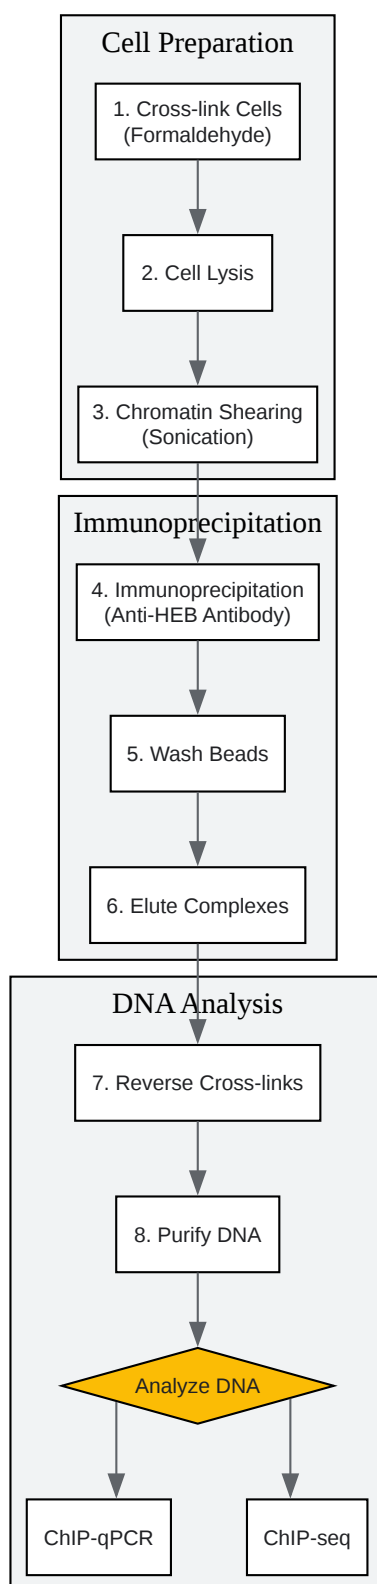 Cell Preparation
1. Cross-link Cells
(Formaldehyde)
2. Cell Lysis
3. Chromatin Shearing
(Sonication)
Immunoprecipitation
4. Immunoprecipitation
(Anti-HEB Antibody)
5. Wash Beads
6. Elute Complexes
DNA Analysis
7. Reverse Cross-links
8. Purify DNA
Analyze DNA
ChIP-qPCR
ChIP-seq